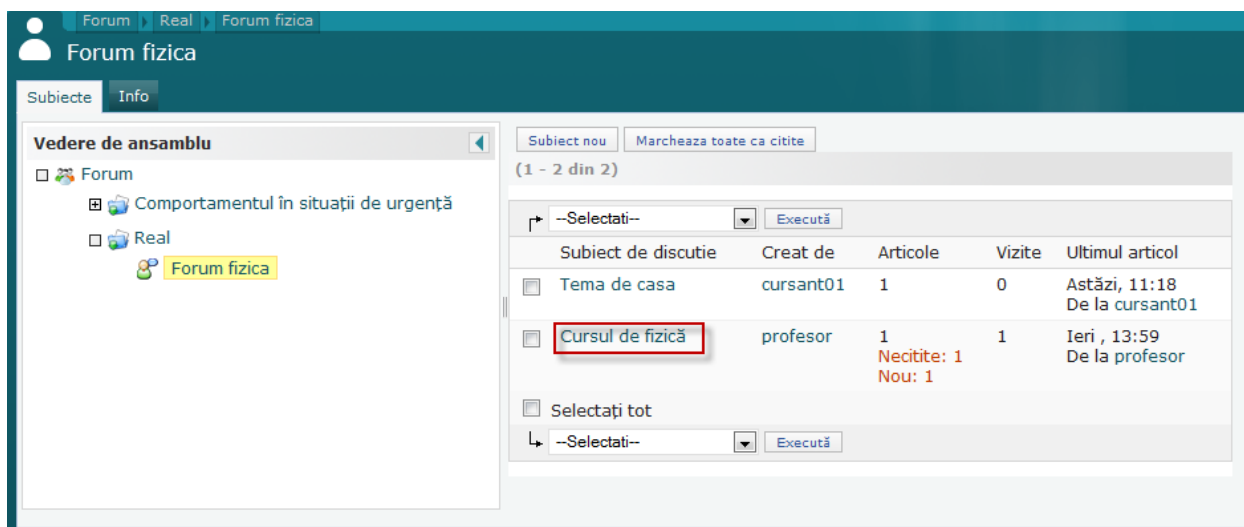 Forum Real Forum fizica
Forum fizica
Subiecte Info
Vedere de ansamblu
Forum
Comportamentul în situații de urgență
Real
Forum fizica
Subiect nou Marcheaza toate ca citite
(1 - 2 din 2)
--Selectati-- Execută
Subiect de discutie Creat de Articole Vizite Ultimul articol
Tema de casa cursant01 1 0 Astăzi, 11:18
De la cursant01
Cursul de fizică profesor 1 1 Ieri , 13:59
Necitite: 1 De la profesor
Nou: 1
Selectați tot
--Selectati-- Execută